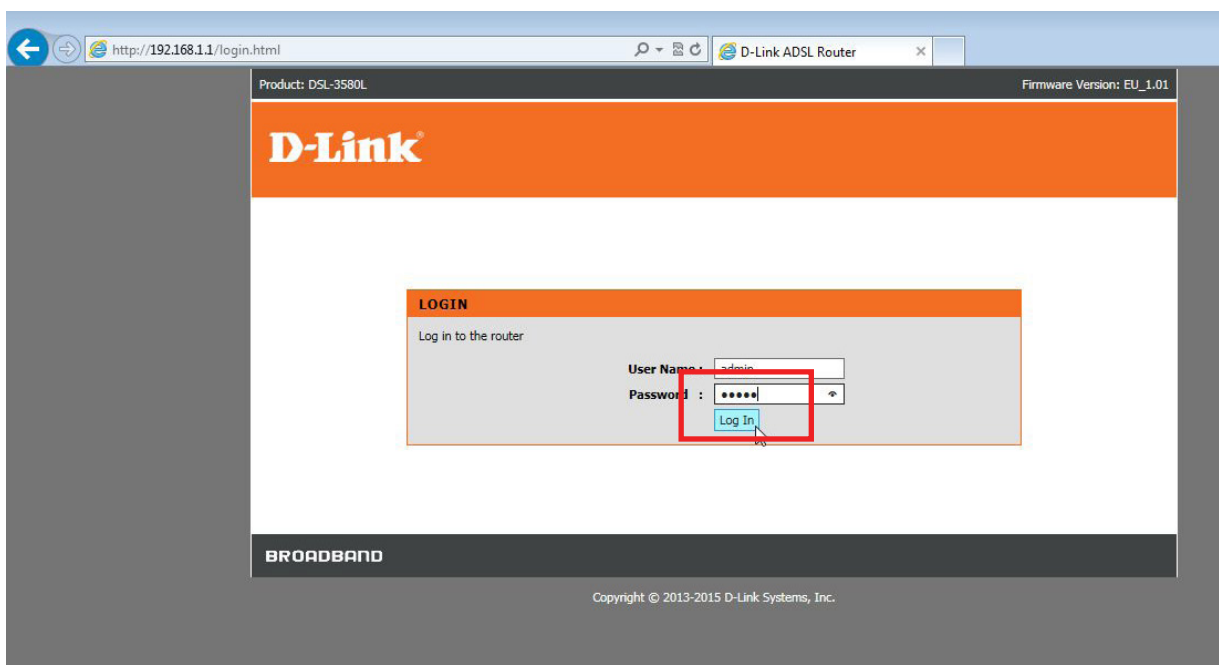 http://192.168.1.1/login.html
D-Link ADSL Router
Product: DSL-3580L
Firmware Version: EU_1.01
D-Link®
LOGIN
Log in to the router
User Name : admin
Password : •••••
Log In
BROADBAND
Copyright © 2013-2015 D-Link Systems, Inc.